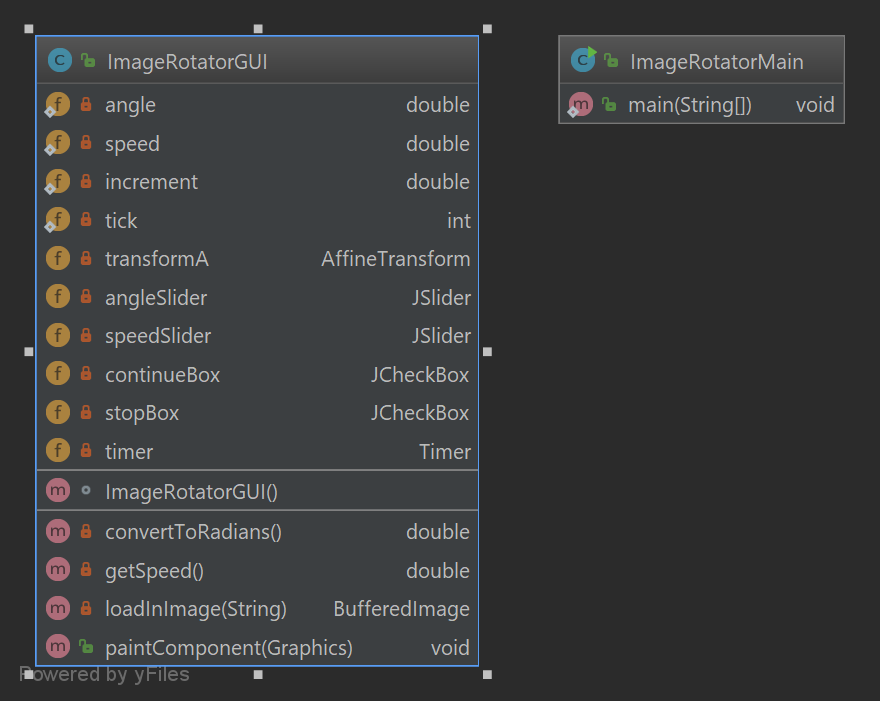 ImageRotatorGUI
angle double
speed double
increment double
tick int
transformA AffineTransform
angleSlider JSlider
speedSlider JSlider
continueBox JCheckBox
stopBox JCheckBox
timer Timer
ImageRotatorGUI()
convertToRadians() double
getSpeed() double
loadInImage(String) BufferedImage
paintComponent(Graphics) void
Powered by yFiles
ImageRotatorMain
main(String[]) void